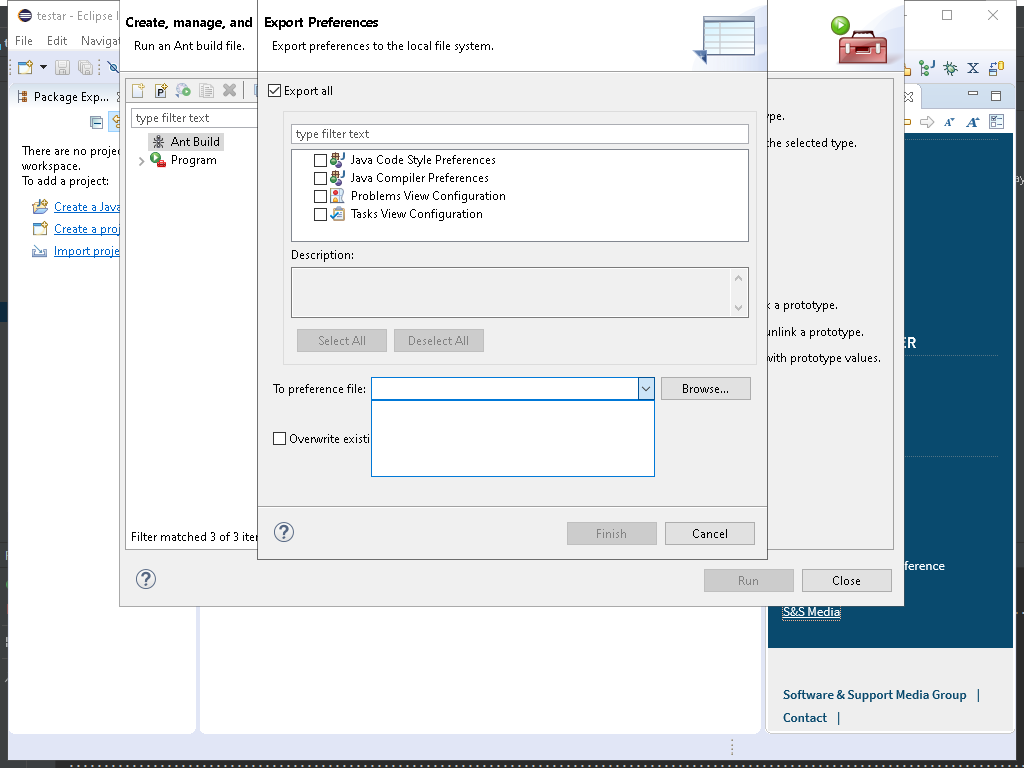 testar - Eclipse I
File Edit Navigat
Package Exp...
There are no projec
workspace.
To add a project:
Create a Java
Create a proj
Import proje
Create, manage, and
Run an Ant build file.
type filter text
Ant Build
Program
Filter matched 3 of 3 iter
Export Preferences
Export preferences to the local file system.
Export all
type filter text
Java Code Style Preferences
Java Compiler Preferences
Problems View Configuration
Tasks View Configuration
Description:
Select All Deselect All
To preference file: Browse...
Overwrite existi
Finish Cancel
ype.
the selected type.
k a prototype.
unlink a prototype.
with prototype values.
Run Close
ER
ference
S&S Media
Software & Support Media Group |
Contact |